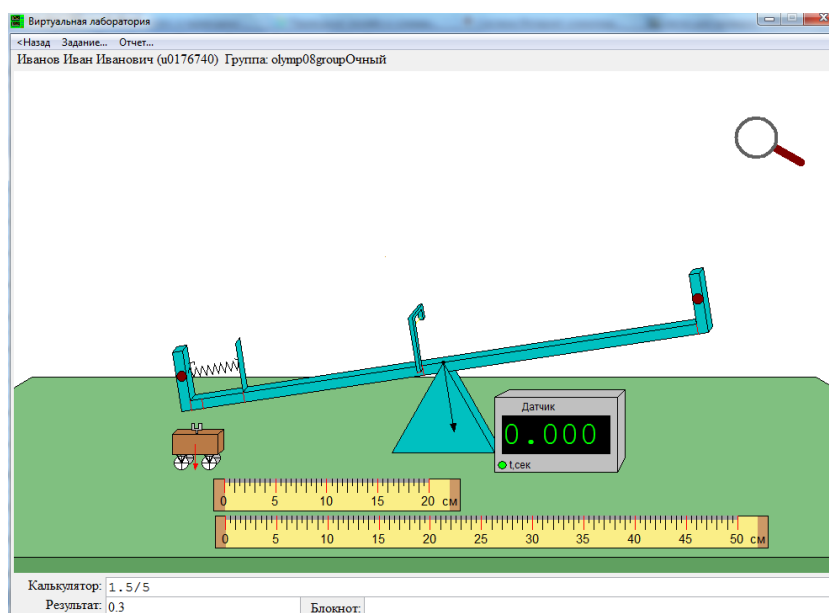 Виртуальная лаборатория
<Назад Задание... Отчет...
Иванов Иван Иванович (u0176740) Группа: olymp08groupОчный
Датчик
0.000
t,сек
0 5 10 15 20 см
0 5 10 15 20 25 30 35 40 45 50 см
Калькулятор: 1.5/5
Результат: 0.3 Блокнот: